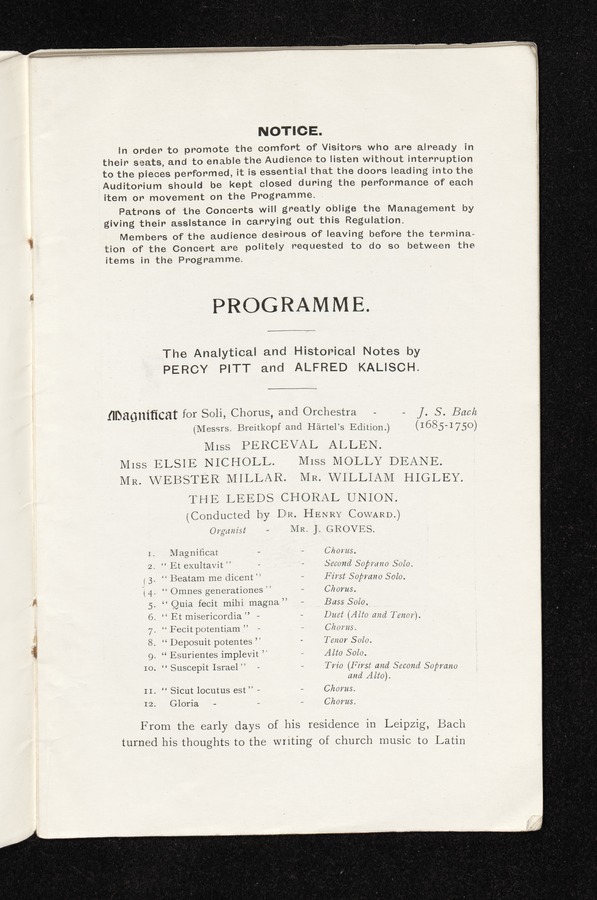 NOTICE.
In order to promote the comfort of Visitors who are already in
their seats, and to enable the Audience to listen without interruption
to the pieces performed, it is essential that the doors leading into the
Auditorium should be kept closed during the performance of each
item or movement on the Programme.
Patrons of the Concerts will greatly oblige the Management by
giving their assistance in carrying out this Regulation.
Members of the audience desirous of leaving before the termina-
tion of the Concert are politely requested to do so between the
items in the Programme.
PROGRAMME.
The Analytical and Historical Notes by
PERCY PITT and ALFRED KALISCH.
Magnificat for Soli, Chorus, and Orchestra - - J. S. Bach
(Messrs. Breitkopf and Härtel's Edition.) (1685-1750)
Miss PERCEVAL ALLEN.
Miss ELSIE NICHOLL. Miss MOLLY DEANE.
Mr. WEBSTER MILLAR. Mr. WILLIAM HIGLEY.
THE LEEDS CHORAL UNION.
(Conducted by Dr. Henry Coward.)
Organist - Mr. J. GROVES.
1. Magnificat - - Chorus.
2. "Et exultavit" - - Second Soprano Solo.
(3. "Beatam me dicent" - First Soprano Solo.
(4. "Omnes generationes" - Chorus.
5. "Quia fecit mihi magna" - Bass Solo.
6. "Et misericordia" - - Duet (Alto and Tenor).
7. "Fecit potentiam" - - Chorus.
8. "Deposuit potentes" - Tenor Solo.
9. "Esurientes implevit" - Alto Solo.
10. "Suscepit Israel" - - Trio (First and Second Soprano
and Alto).
11. "Sicut locutus est" - - Chorus.
12. Gloria - - - Chorus.
From the early days of his residence in Leipzig, Bach
turned his thoughts to the writing of church music to Latin